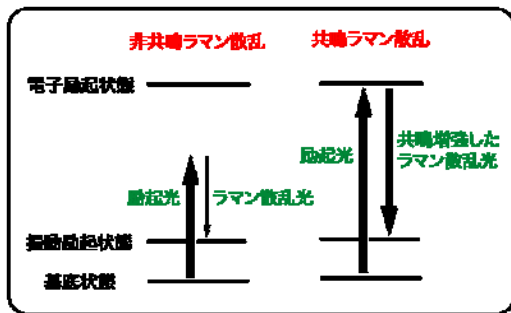 非共鳴ラマン散乱
共鳴ラマン散乱
電子励起状態
励起光
ラマン散乱光
励起光
共鳴増強した
ラマン散乱光
振動励起状態
基底状態